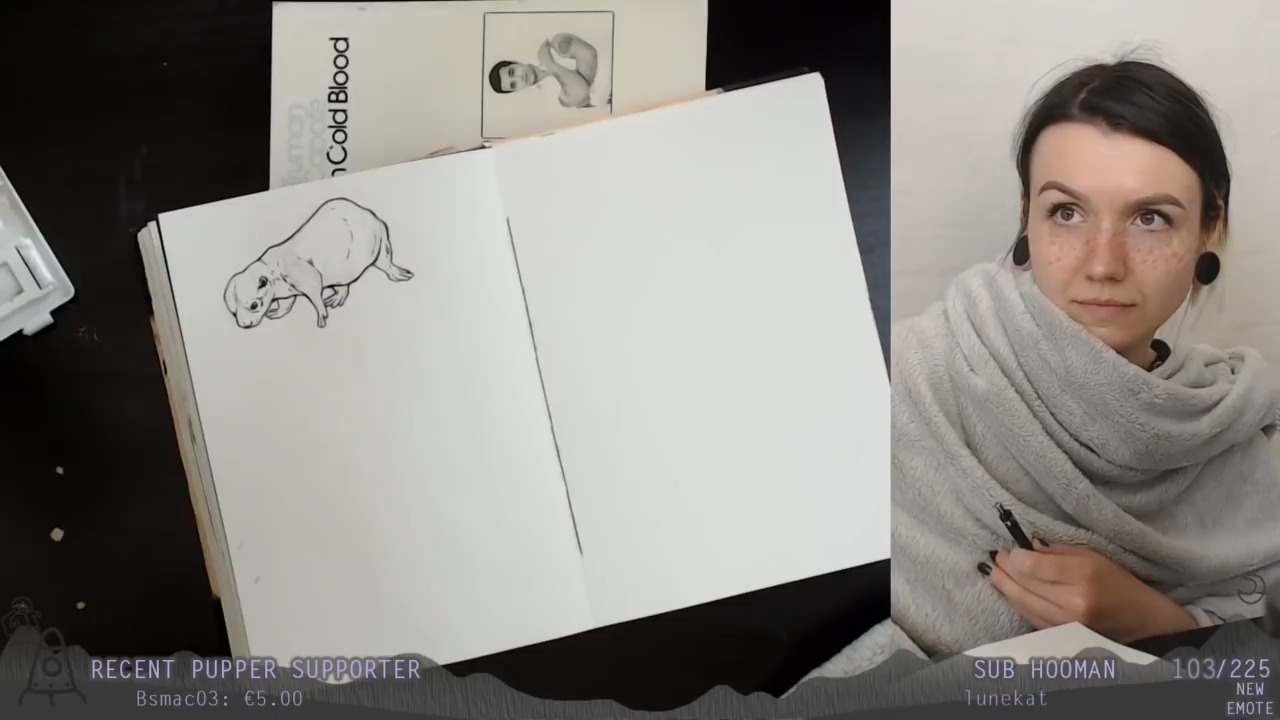 Cold Blood
RECENT PUPPER SUPPORTER
Bsmac03: €5.00
SUB HOOMAN
lunekat
103/225
NEW
EMOTE